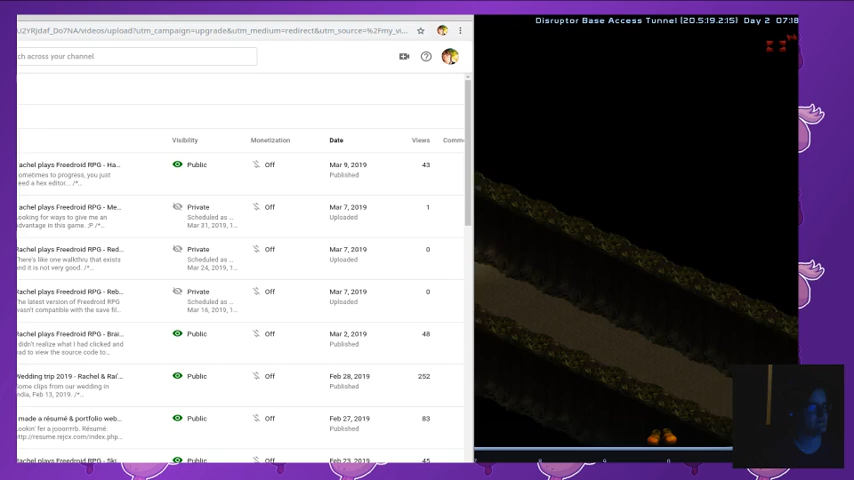 U2YRJdaf_Do7NA/videos/upload?utm_campaign=upgrade&utm_medium=redirect&utm_source=%2Fmy_vi...
ch across your channel
Visibility Monetization Date Views Comm
achel plays Freedroid RPG - Ha... Public Off Mar 9, 2019 43
ometimes to progress, you just Published
eed a hex editor... /*..
achel plays Freedroid RPG - Me... Private Off Mar 7, 2019 1
ooking for ways to give me an Scheduled as .. Uploaded
dvantage in this game. :P /*.. Mar 31, 2019, 1...
achel plays Freedroid RPG - Red... Private Off Mar 7, 2019 0
There's like one walkthru that exists Scheduled as .. Uploaded
nd it is not very good. /*.. Mar 24, 2019, 1...
Rachel plays Freedroid RPG - Reb... Private Off Mar 7, 2019 0
The latest version of Freedroid RPG Scheduled as .. Uploaded
wasn't compatible with the save fil... Mar 16, 2019, 1...
Rachel plays Freedroid RPG - Brai... Public Off Mar 2, 2019 48
didn't realize what I had clicked and Published
ad to view the source code to...
Wedding trip 2019 - Rachel & Raí... Public Off Feb 28, 2019 252
ome clips from our wedding in Published
ndia, Feb 13, 2019. /*..
made a résumé & portfolio web... Public Off Feb 27, 2019 83
Lookin' fer a jooorrrb. Résumé: Published
http://resume.rejcx.com/index.php...
Rachel plays Freedroid RPG - Ski... Public Off Feb 23, 2019 45
Disruptor Base Access Tunnel (20.5:19.2:15) Day 2 07:18